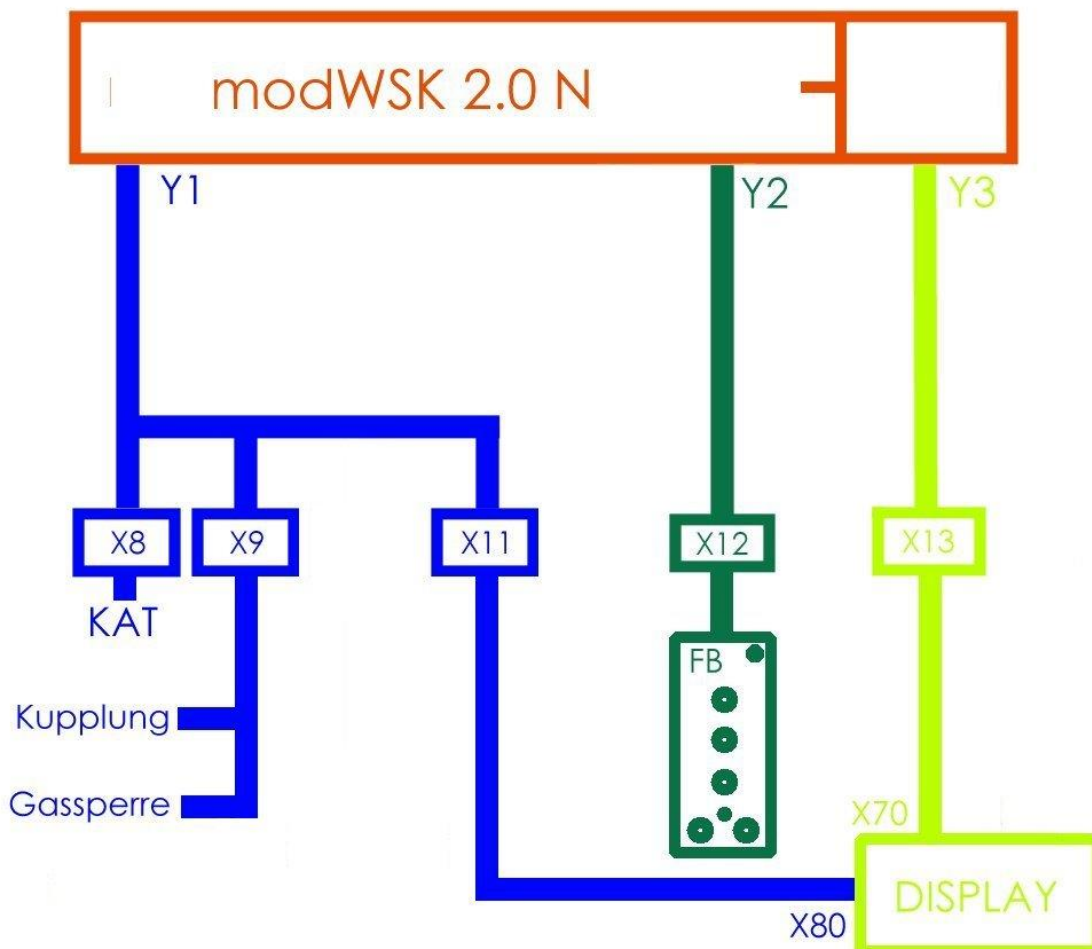 modWSK 2.0 N
Y1
Y2
Y3
X8
X9
X11
X12
X13
KAT
FB
Kupplung
Gassperre
X70
DISPLAY
X80